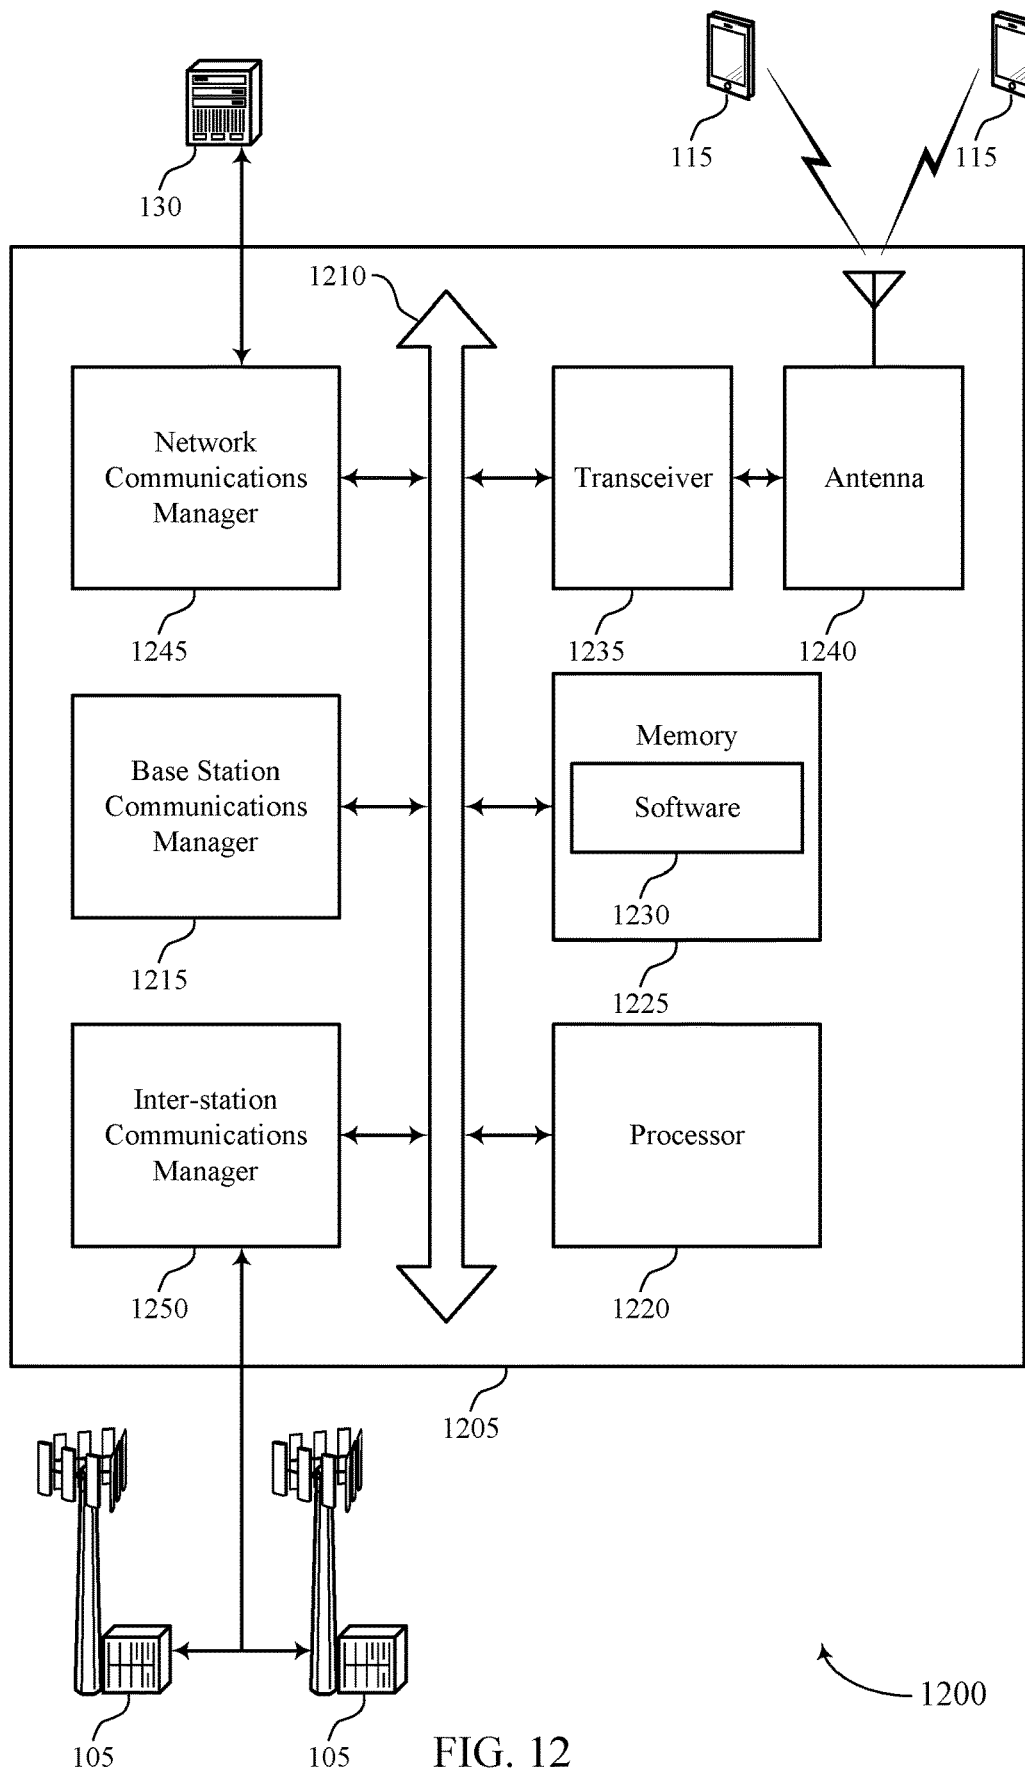 115
115
130
1210
Network
Communications
Manager
Transceiver
Antenna
1245
1235
1240
Memory
Base Station
Communications
Manager
Software
1230
1215
1225
Inter-station
Communications
Manager
Processor
1250
1220
1205
1200
105
105
FIG. 12